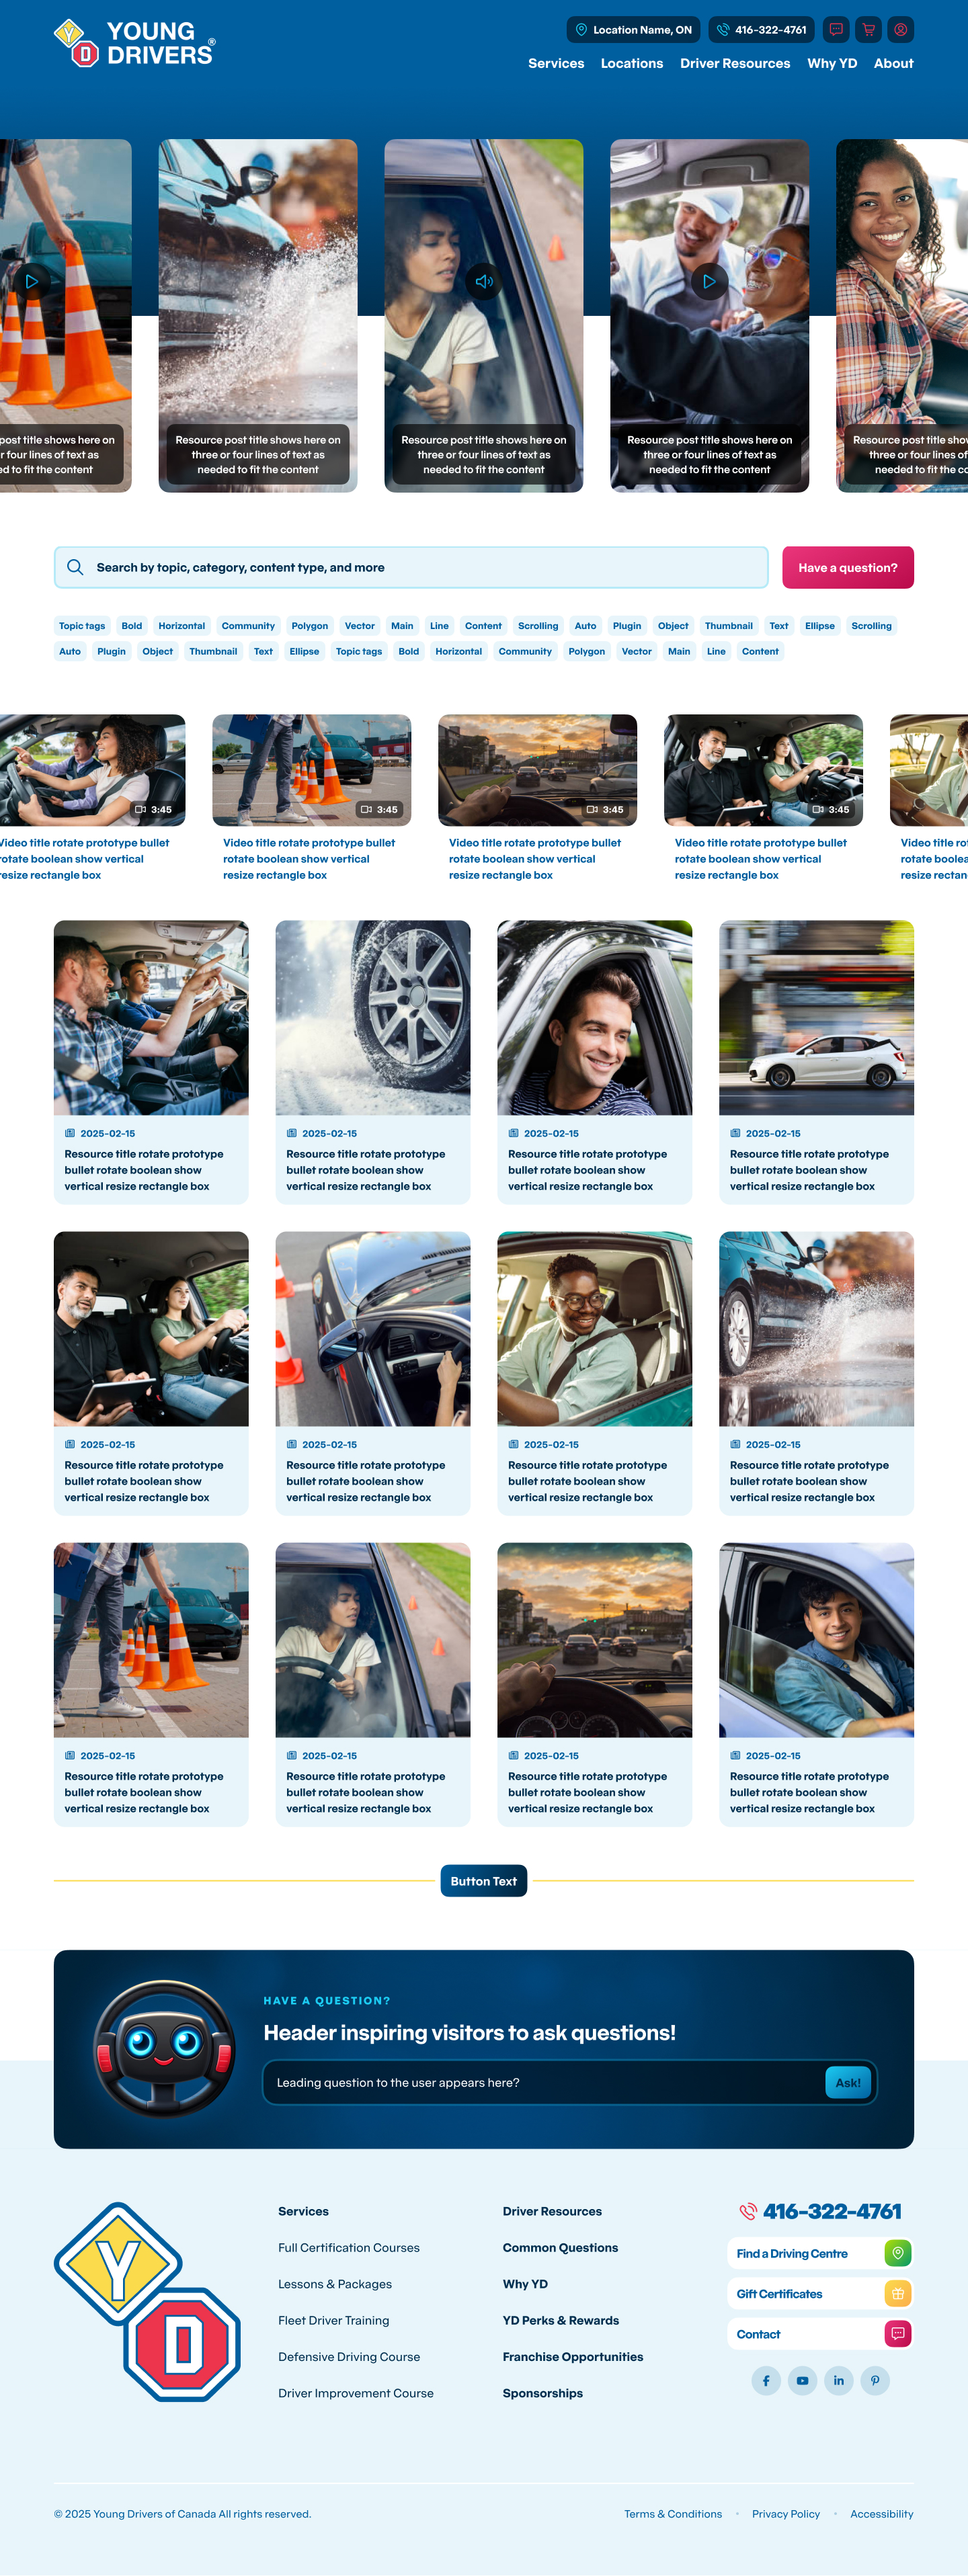 YOUNG
DRIVERS®
Location Name, ON
416-322-4761
Services
Locations
Driver Resources
Why YD
About
post title shows here on
r four lines of text as
ed to fit the content
Resource post title shows here on
three or four lines of text as
needed to fit the content
Resource post title shows here on
three or four lines of text as
needed to fit the content
Resource post title shows here on
three or four lines of text as
needed to fit the content
Resource post title show
three or four lines of
needed to fit the co
Search by topic, category, content type, and more
Have a question?
Topic tags Bold Horizontal Community Polygon Vector Main Line Content Scrolling Auto Plugin Object Thumbnail Text Ellipse Scrolling
Auto Plugin Object Thumbnail Text Ellipse Topic tags Bold Horizontal Community Polygon Vector Main Line Content
3:45
Video title rotate prototype bullet
rotate boolean show vertical
resize rectangle box
3:45
Video title rotate prototype bullet
rotate boolean show vertical
resize rectangle box
3:45
Video title rotate prototype bullet
rotate boolean show vertical
resize rectangle box
3:45
Video title rotate prototype bullet
rotate boolean show vertical
resize rectangle box
Video title rot
rotate boolea
resize rectan
2025-02-15
Resource title rotate prototype
bullet rotate boolean show
vertical resize rectangle box
2025-02-15
Resource title rotate prototype
bullet rotate boolean show
vertical resize rectangle box
2025-02-15
Resource title rotate prototype
bullet rotate boolean show
vertical resize rectangle box
2025-02-15
Resource title rotate prototype
bullet rotate boolean show
vertical resize rectangle box
2025-02-15
Resource title rotate prototype
bullet rotate boolean show
vertical resize rectangle box
2025-02-15
Resource title rotate prototype
bullet rotate boolean show
vertical resize rectangle box
2025-02-15
Resource title rotate prototype
bullet rotate boolean show
vertical resize rectangle box
2025-02-15
Resource title rotate prototype
bullet rotate boolean show
vertical resize rectangle box
2025-02-15
Resource title rotate prototype
bullet rotate boolean show
vertical resize rectangle box
2025-02-15
Resource title rotate prototype
bullet rotate boolean show
vertical resize rectangle box
2025-02-15
Resource title rotate prototype
bullet rotate boolean show
vertical resize rectangle box
2025-02-15
Resource title rotate prototype
bullet rotate boolean show
vertical resize rectangle box
Button Text
HAVE A QUESTION?
Header inspiring visitors to ask questions!
Leading question to the user appears here?
Ask!
Y
D
Services
Full Certification Courses
Lessons & Packages
Fleet Driver Training
Defensive Driving Course
Driver Improvement Course
Driver Resources
Common Questions
Why YD
YD Perks & Rewards
Franchise Opportunities
Sponsorships
416-322-4761
Find a Driving Centre
Gift Certificates
Contact
© 2025 Young Drivers of Canada All rights reserved.
Terms & Conditions • Privacy Policy • Accessibility